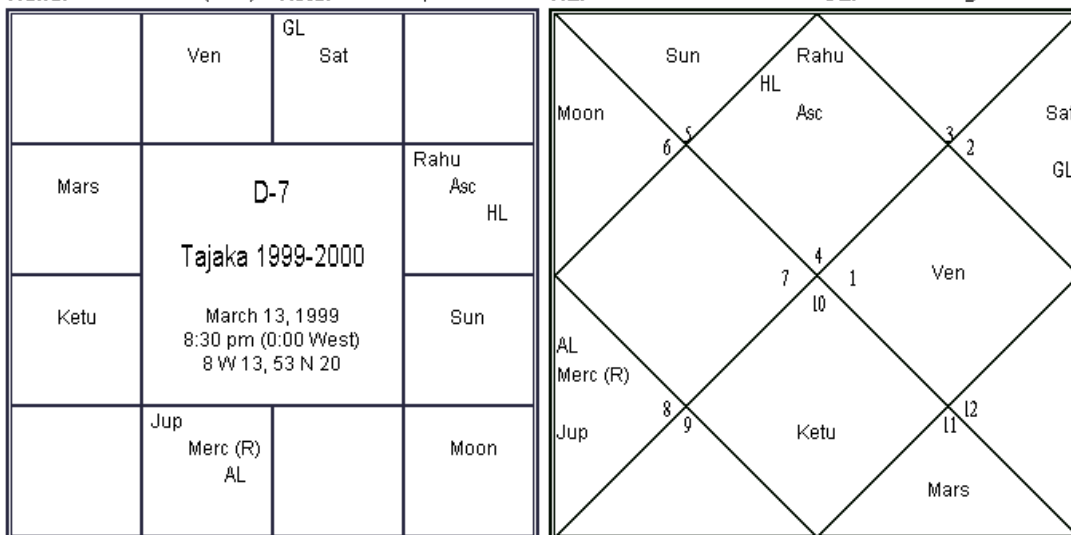 GL
Ven
Sat
Mars
Rahu
Asc
HL
D-7
Tajaka 1999-2000
March 13, 1999
8:30 pm (0:00 West)
8 W 13, 53 N 20
Ketu
Sun
Jup
Merc (R)
AL
Moon
Sun
Rahu
HL
Moon
Asc
Sat
5
3
6
2
GL
4
7
1
Ven
10
AL
Merc (R)
8
12
9
11
Jup
Ketu
Mars